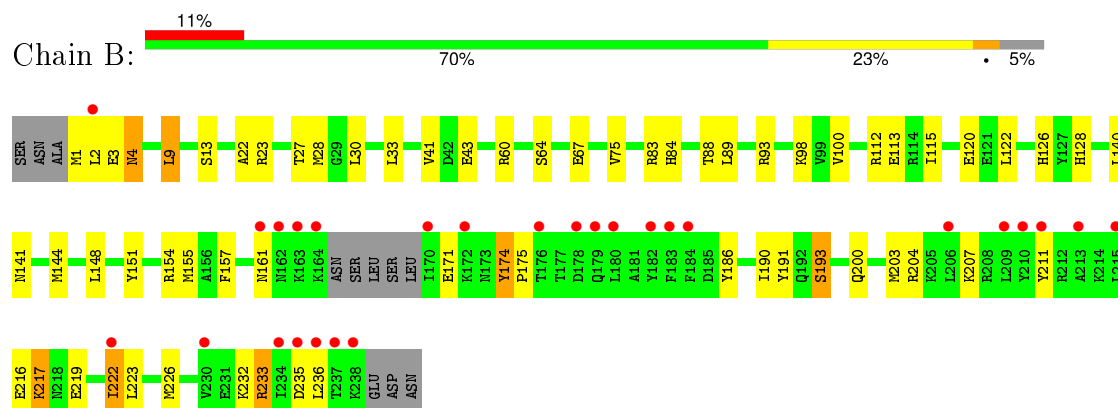 11%
Chain B:
70% 23% • 5%
SER ASN ALA M1 L2 E3 N4 L9 S13 A22 R23 T27 M28 G29 L30 L33 V41 D42 E43 R60 S64 E67 V75 R83 H84 T88 L89 R93 K98 V99 V100 R112 E113 R114 I115 E120 E121 L122 H126 Y127 H128 L140
N141 M144 L148 Y151 R154 M155 A156 F157 N161 N162 K163 K164 ASN SER LEU SER LEU I170 E171 K172 N173 Y174 P175 T176 T177 D178 Q179 L180 A181 Y182 F183 F184 D185 Y186 I190 Y191 Q192 S193 Q200 M203 R204 K205 L206 K207 R208 L209 Y210 Y211 R212 A213 K214 L215
E216 K217 N218 E219 I222 L223 M226 V230 E231 K232 R233 I234 D235 L236 T237 K238 GLU ASP ASN